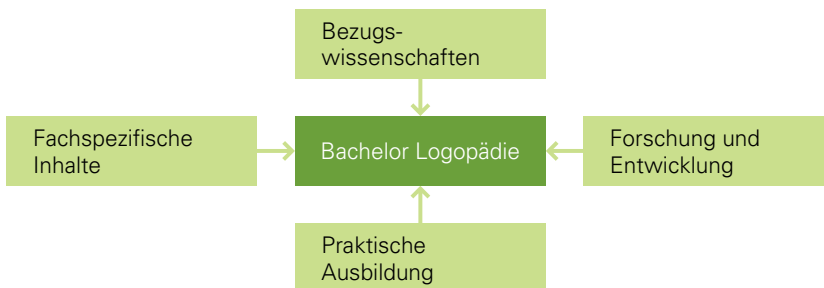 Bezugs-
wissenschaften
Fachspezifische
Inhalte
Bachelor Logopädie
Forschung und
Entwicklung
Praktische
Ausbildung